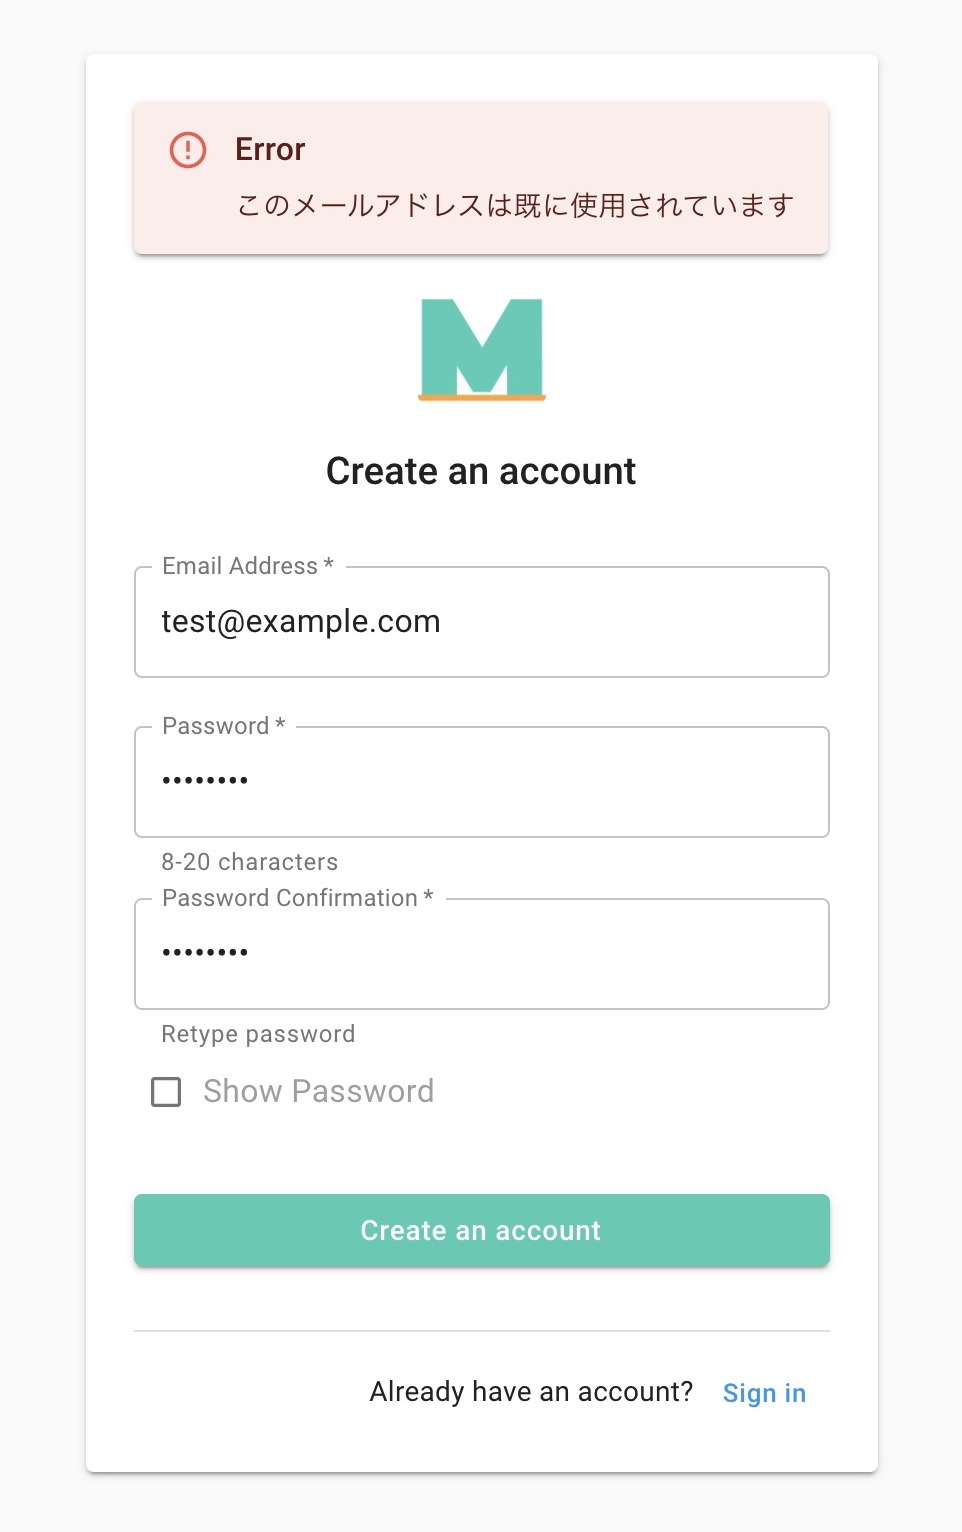 Error
このメールアドレスは既に使用されています
M
Create an account
Email Address *
test@example.com
Password *
••••••••
8-20 characters
Password Confirmation *
••••••••
Retype password
Show Password
Create an account
Already have an account? Sign in